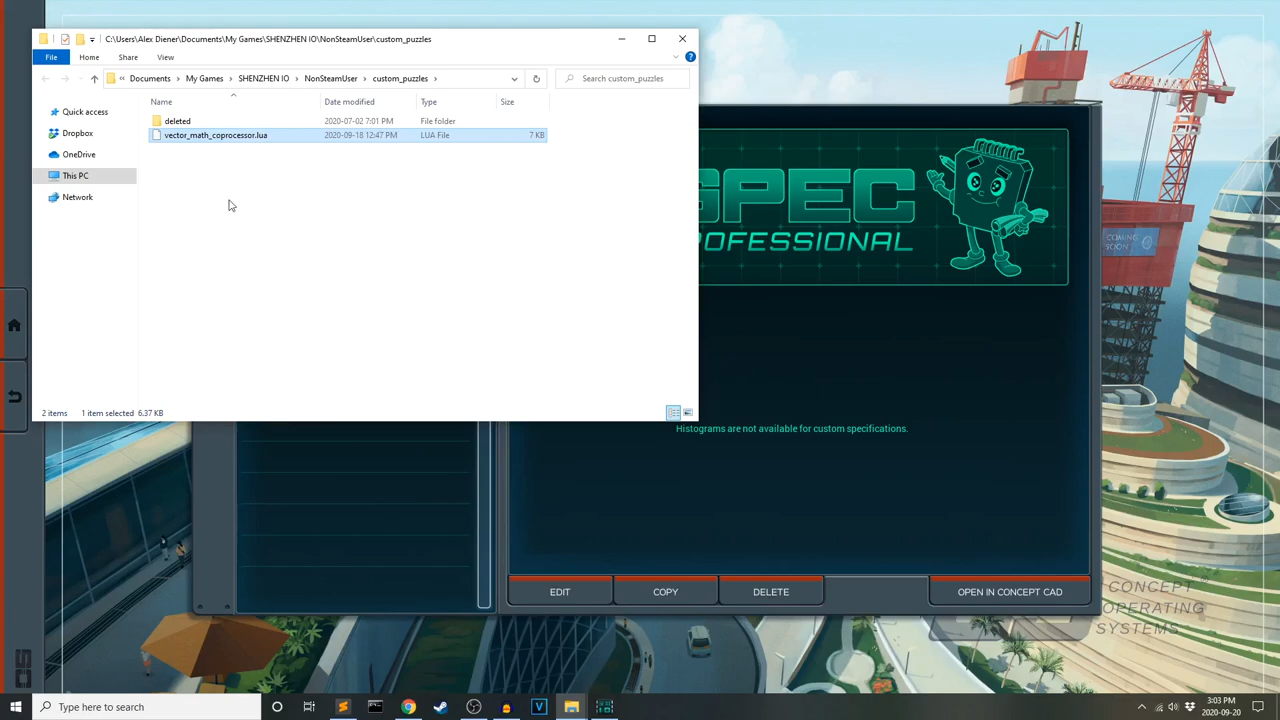 C:\Users\Alex Diener\Documents\My Games\SHENZHEN IO\NonSteamUser\custom_puzzles
File Home Share View
Documents My Games SHENZHEN IO NonSteamUser custom_puzzles
Search custom_puzzles
Name Date modified Type Size
Quick access
deleted 2020-07-02 7:01 PM File folder
Dropbox
vector_math_coprocessor.lua 2020-09-18 12:47 PM LUA File 7 KB
OneDrive
This PC
Network
2 items 1 item selected 6.37 KB
SPEC
ROFESSIONAL
COMING
Histograms are not available for custom specifications.
EDIT COPY DELETE OPEN IN CONCEPT CAD
CONCEPT
OPERATING
SYSTEMS
Type here to search
3:03 PM
2020-09-20